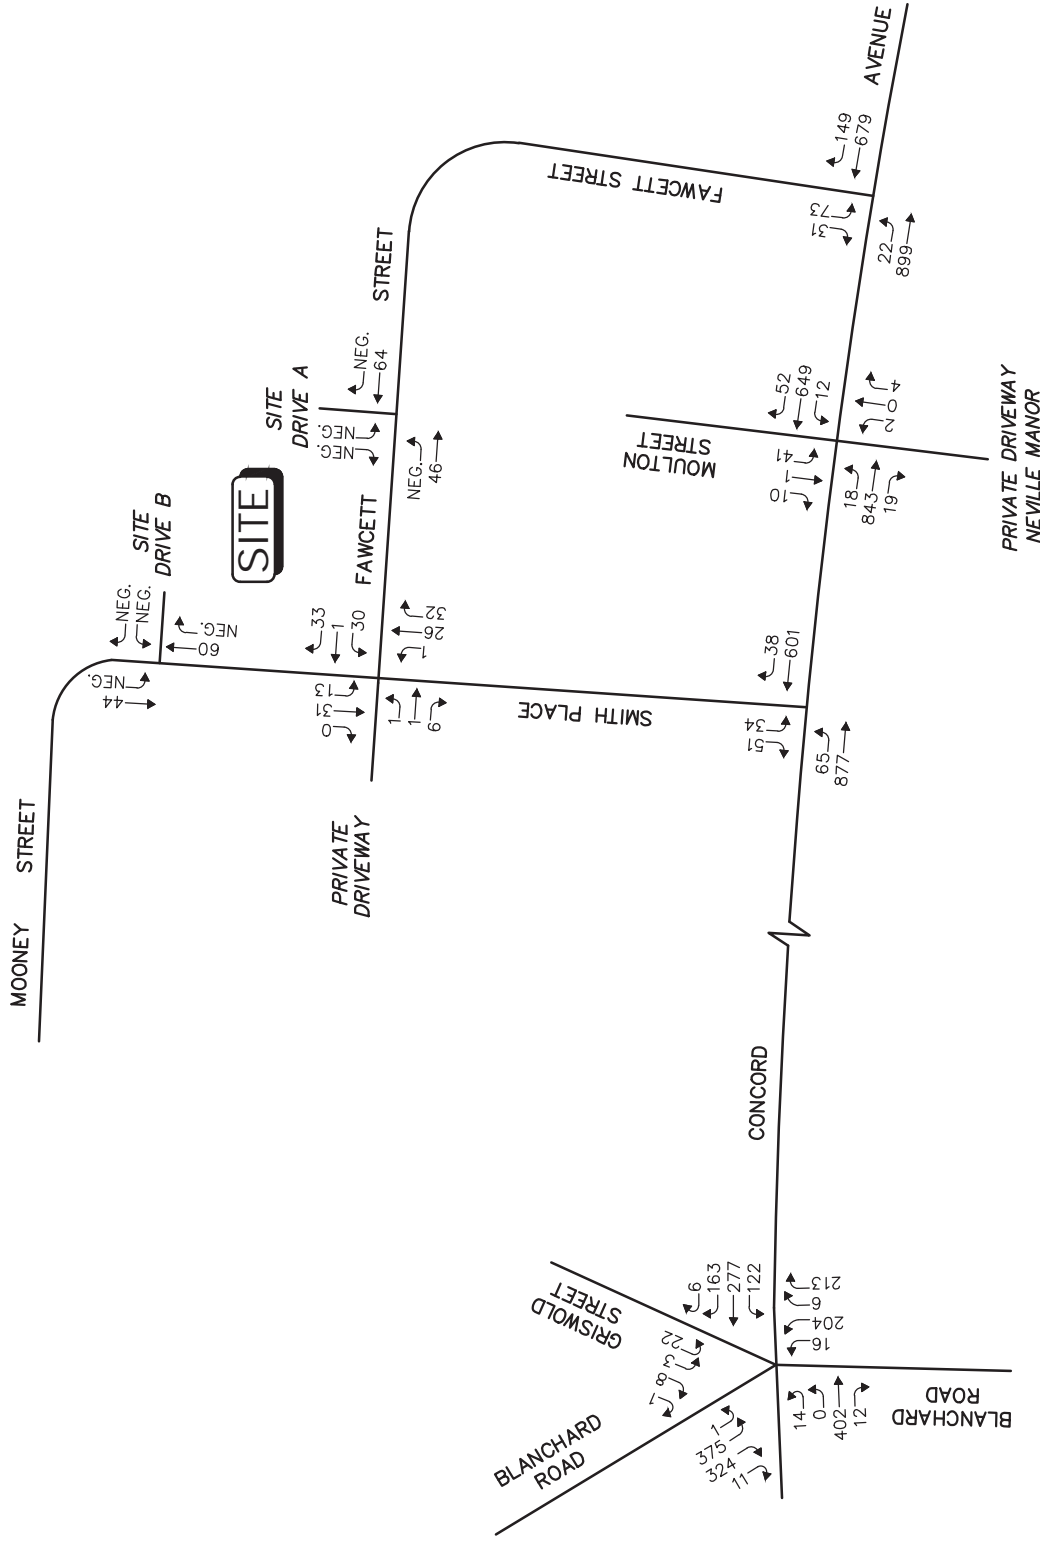 MOONEY STREET
SITE
DRIVE B
SITE
SITE
DRIVE A
NEG.
NEG.
NEG.
44
60
NEG.
PRIVATE
DRIVEWAY
FAWCETT
STREET
33
1
30
13
31
0
1
1
6
1
26
32
NEG.
64
NEG.
NEG.
NEG.
46
SMITH PLACE
FAWCETT STREET
MOULTON
STREET
AVENUE
149
679
73
31
22
899
52
649
12
41
1
10
18
843
19
2
0
4
PRIVATE DRIVEWAY
NEVILLE MANOR
38
601
34
51
65
877
CONCORD
GRISWOLD
STREET
6
163
277
122
22
3
8
1
213
6
204
16
BLANCHARD
ROAD
1
375
324
11
14
0
402
12
BLANCHARD
ROAD